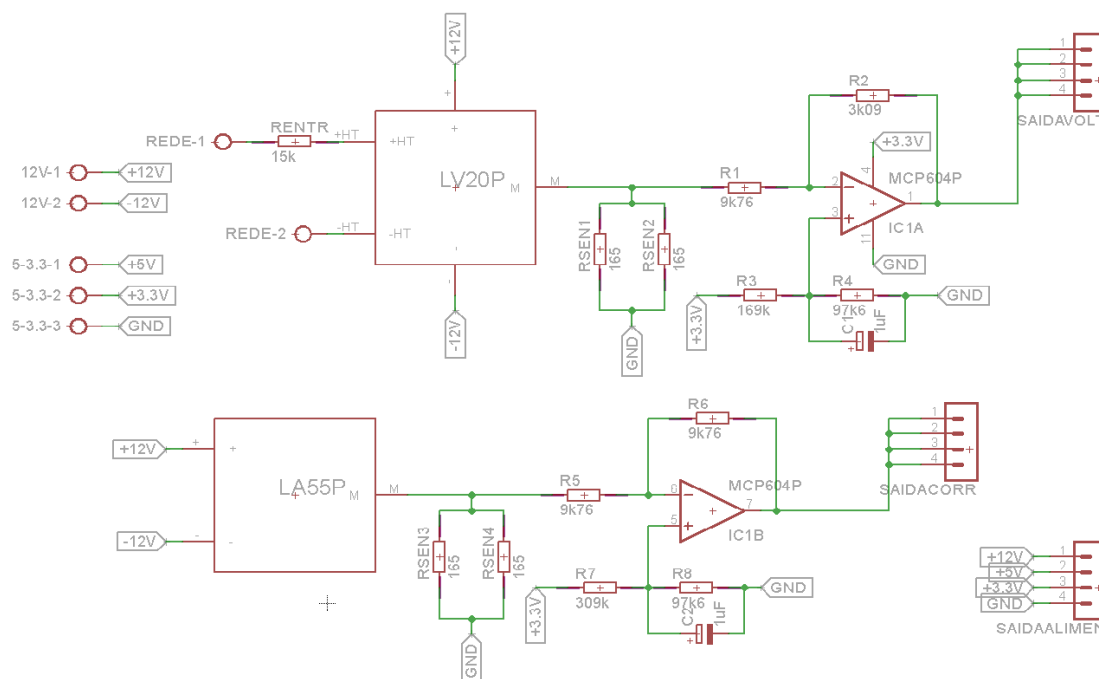 +12V
REDE-1
RENTR
15k
+HT
+HT
+
+
LV20P
M
M
REDE-2
-HT
-HT
-
-
-12V
12V-1
+12V
12V-2
-12V
5-3.3-1
+5V
5-3.3-2
+3.3V
5-3.3-3
GND
RSEN1
165
RSEN2
165
GND
R1
9k76
R2
3k09
+3.3V
4
MCP604P
2
3
1
IC1A
11
GND
R3
169k
+3.3V
R4
97k6
GND
C1
1uF
+
1
2
3
4
SAIDAVOLT
+12V
+
+
LA55P
M
M
-12V
-
-
RSEN3
165
RSEN4
165
GND
R5
9k76
R6
9k76
MCP604P
6
5
7
IC1B
R7
309k
+3.3V
R8
97k6
GND
C2
1uF
+
1
2
3
4
SAIDACORR
+12V
1
+5V
2
+3.3V
3
GND
4
SAIDAALIMEN